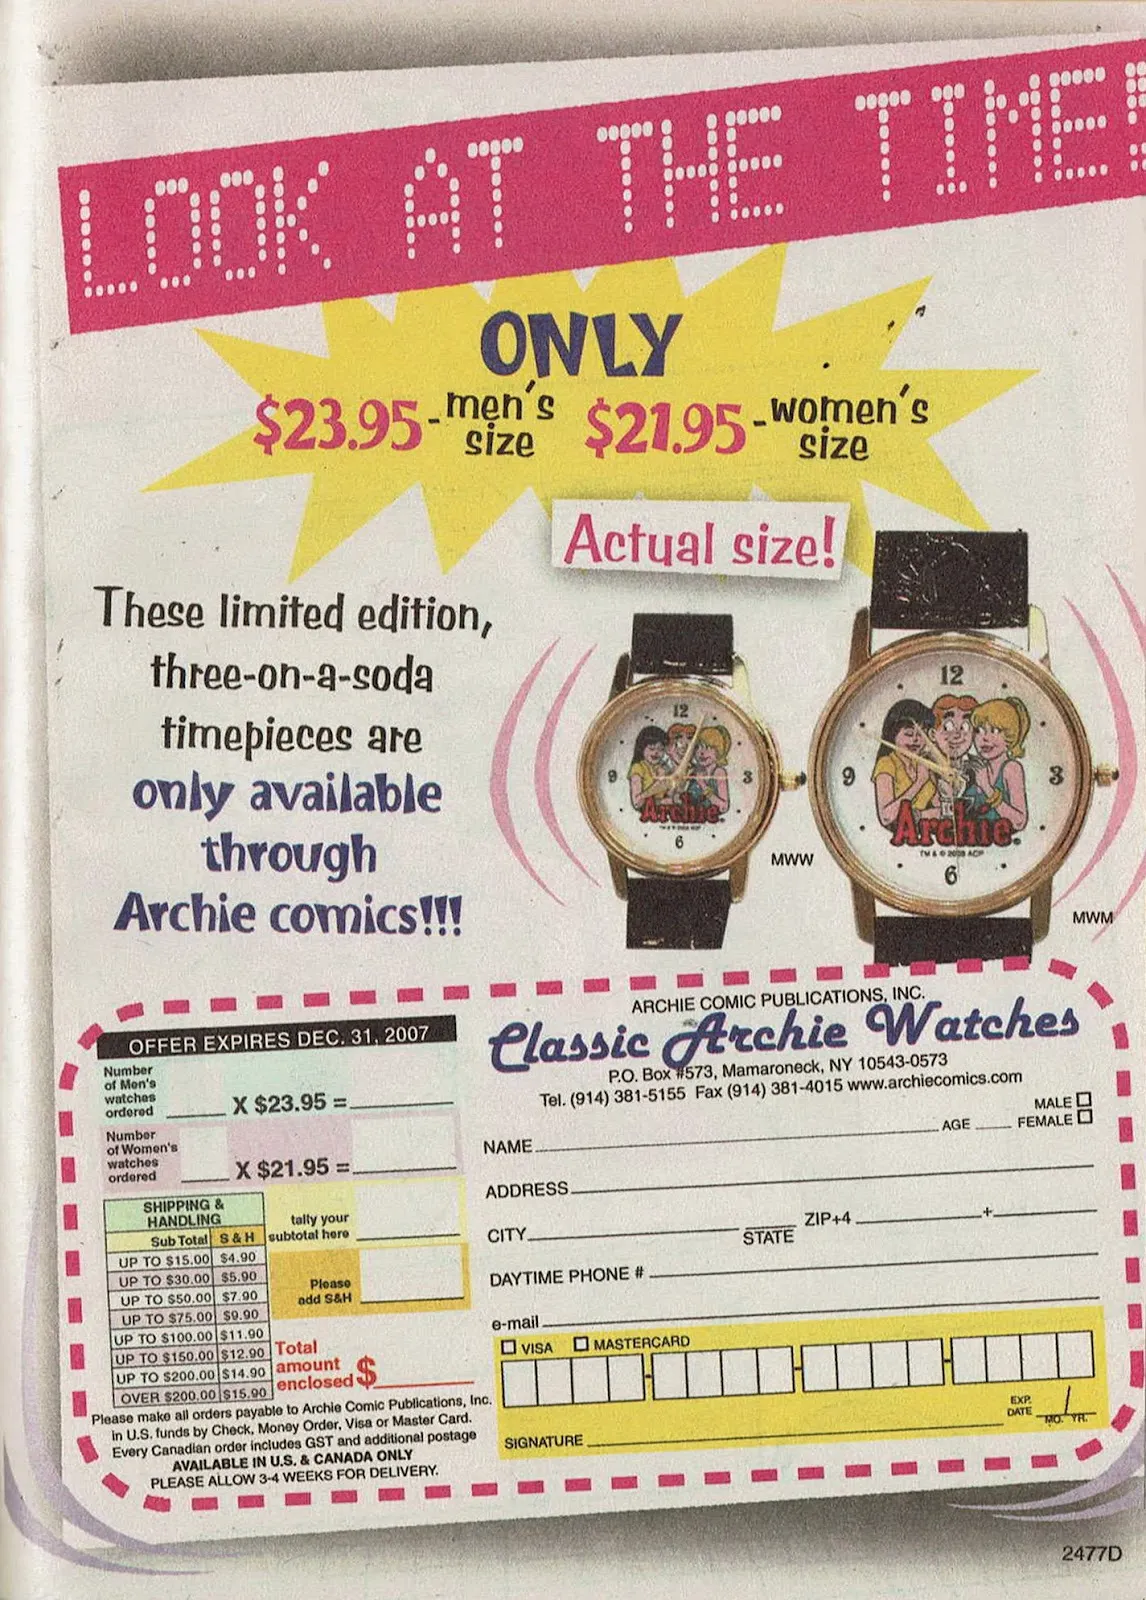 LOOK AT THE TIME!
ONLY
$23.95 - men's size $21.95 - women's size
Actual size!
These limited edition,
three-on-a-soda
timepieces are
only available
through
Archie comics!!!
12
9 3
Archie
6
MWW
12
9 3
Archie
TM & © 2003 ACP
6
MWM
ARCHIE COMIC PUBLICATIONS, INC.
Classic Archie Watches
P.O. Box #573, Mamaroneck, NY 10543-0573
Tel. (914) 381-5155 Fax (914) 381-4015 www.archiecomics.com
OFFER EXPIRES DEC. 31, 2007
Number
of Men's
watches
ordered ____ X $23.95 = ____
Number
of Women's
watches
ordered ____ X $21.95 = ____
SHIPPING &
HANDLING
Sub Total S & H
UP TO $15.00 $4.90
UP TO $30.00 $5.90
UP TO $50.00 $7.90
UP TO $75.00 $9.90
UP TO $100.00 $11.90
UP TO $150.00 $12.90
UP TO $200.00 $14.90
OVER $200.00 $15.90
tally your
subtotal here
Please
add S&H
Total
amount
enclosed $
Please make all orders payable to Archie Comic Publications, Inc.
in U.S. funds by Check, Money Order, Visa or Master Card.
Every Canadian order includes GST and additional postage
AVAILABLE IN U.S. & CANADA ONLY
PLEASE ALLOW 3-4 WEEKS FOR DELIVERY.
MALE
NAME AGE FEMALE
ADDRESS
CITY STATE ZIP+4 +
DAYTIME PHONE #
e-mail
VISA MASTERCARD
EXP.
DATE MO. YR.
SIGNATURE
2477D